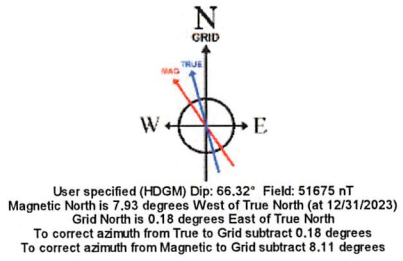 N
GRID
TRUE
MAG
W
E
User specified (HDGM) Dip: 66.32° Field: 51675 nT
Magnetic North is 7.93 degrees West of True North (at 12/31/2023)
Grid North is 0.18 degrees East of True North
To correct azimuth from True to Grid subtract 0.18 degrees
To correct azimuth from Magnetic to Grid subtract 8.11 degrees